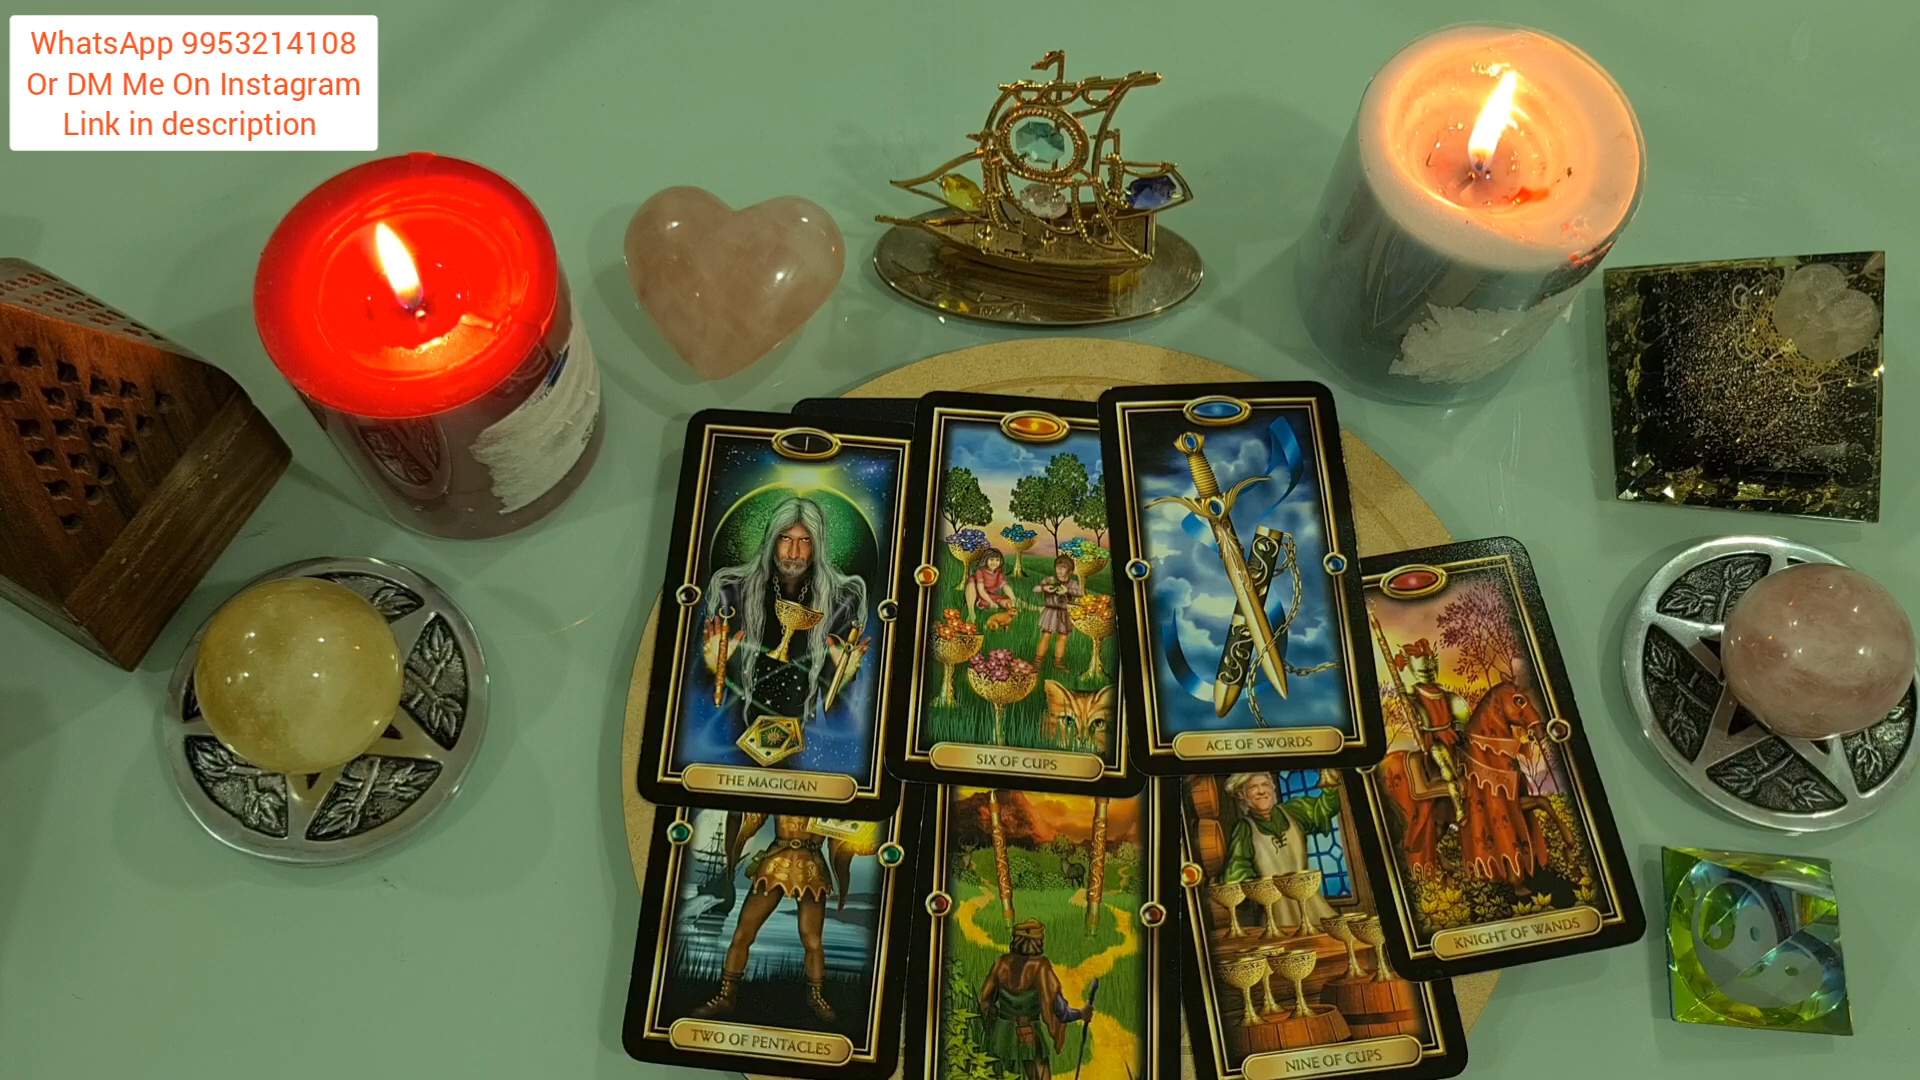 WhatsApp 9953214108
Or DM Me On Instagram
Link in description
I
THE MAGICIAN
SIX OF CUPS
ACE OF SWORDS
KNIGHT OF WANDS
TWO OF PENTACLES
NINE OF CUPS